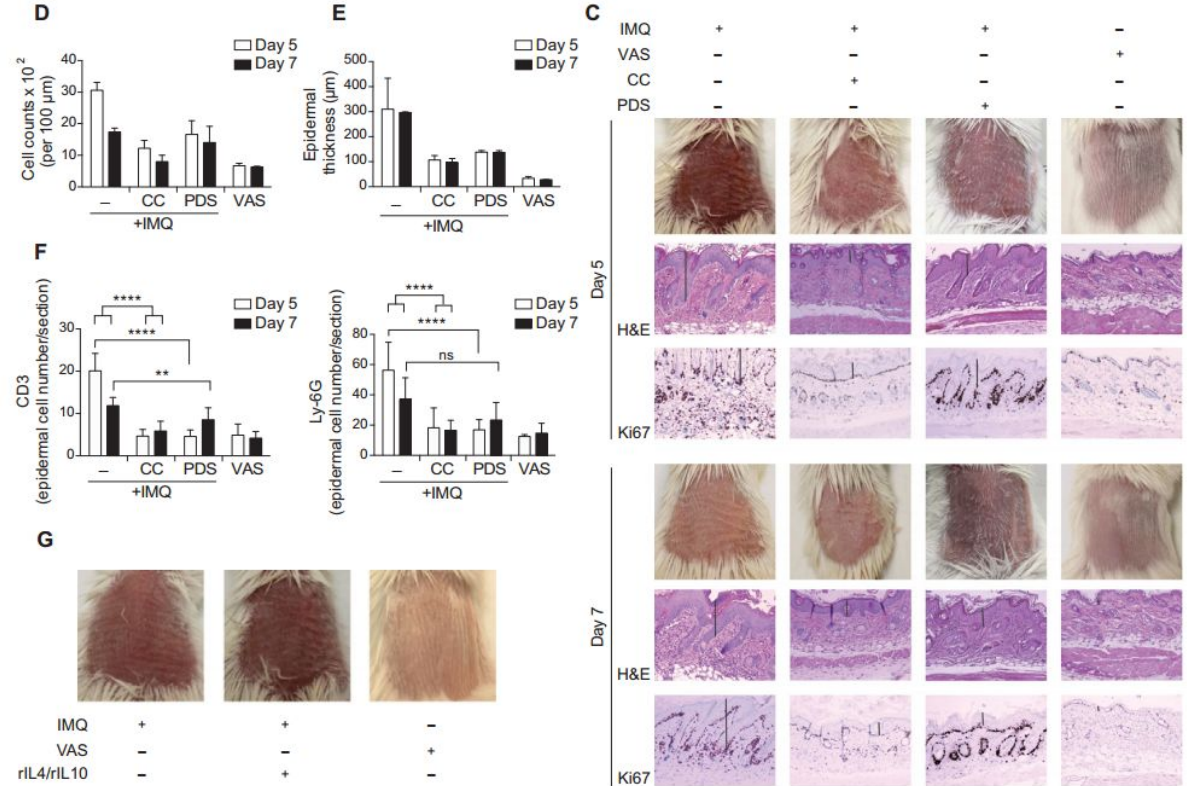 D
Day 5
Day 7
Cell counts x 10²
(per 100 µm)
40
30
20
10
0
– CC PDS VAS
+IMQ
E
Day 5
Day 7
Epidermal
thickness (µm)
500
400
300
200
100
0
– CC PDS VAS
+IMQ
F
Day 5
Day 7
CD3
(epidermal cell number/section)
30
20
10
0
****
****
**
– CC PDS VAS
+IMQ
Day 5
Day 7
Ly-6G
(epidermal cell number/section)
80
60
40
20
0
****
****
ns
– CC PDS VAS
+IMQ
G
IMQ + + –
VAS – – +
rIL4/rIL10 – + –
C
IMQ + + + –
VAS – – – +
CC – + – –
PDS – – + –
Day 5
H&E
Ki67
Day 7
H&E
Ki67